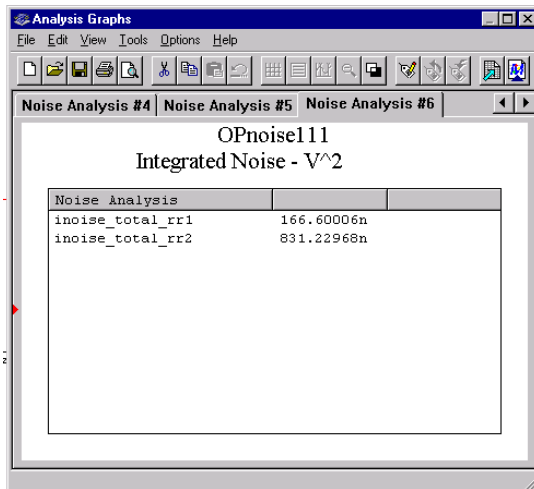 Analysis Graphs
File Edit View Tools Options Help
Noise Analysis #4 Noise Analysis #5 Noise Analysis #6
OPnoise111
Integrated Noise - V^2
Noise Analysis
inoise_total_rr1 166.60006n
inoise_total_rr2 831.22968n